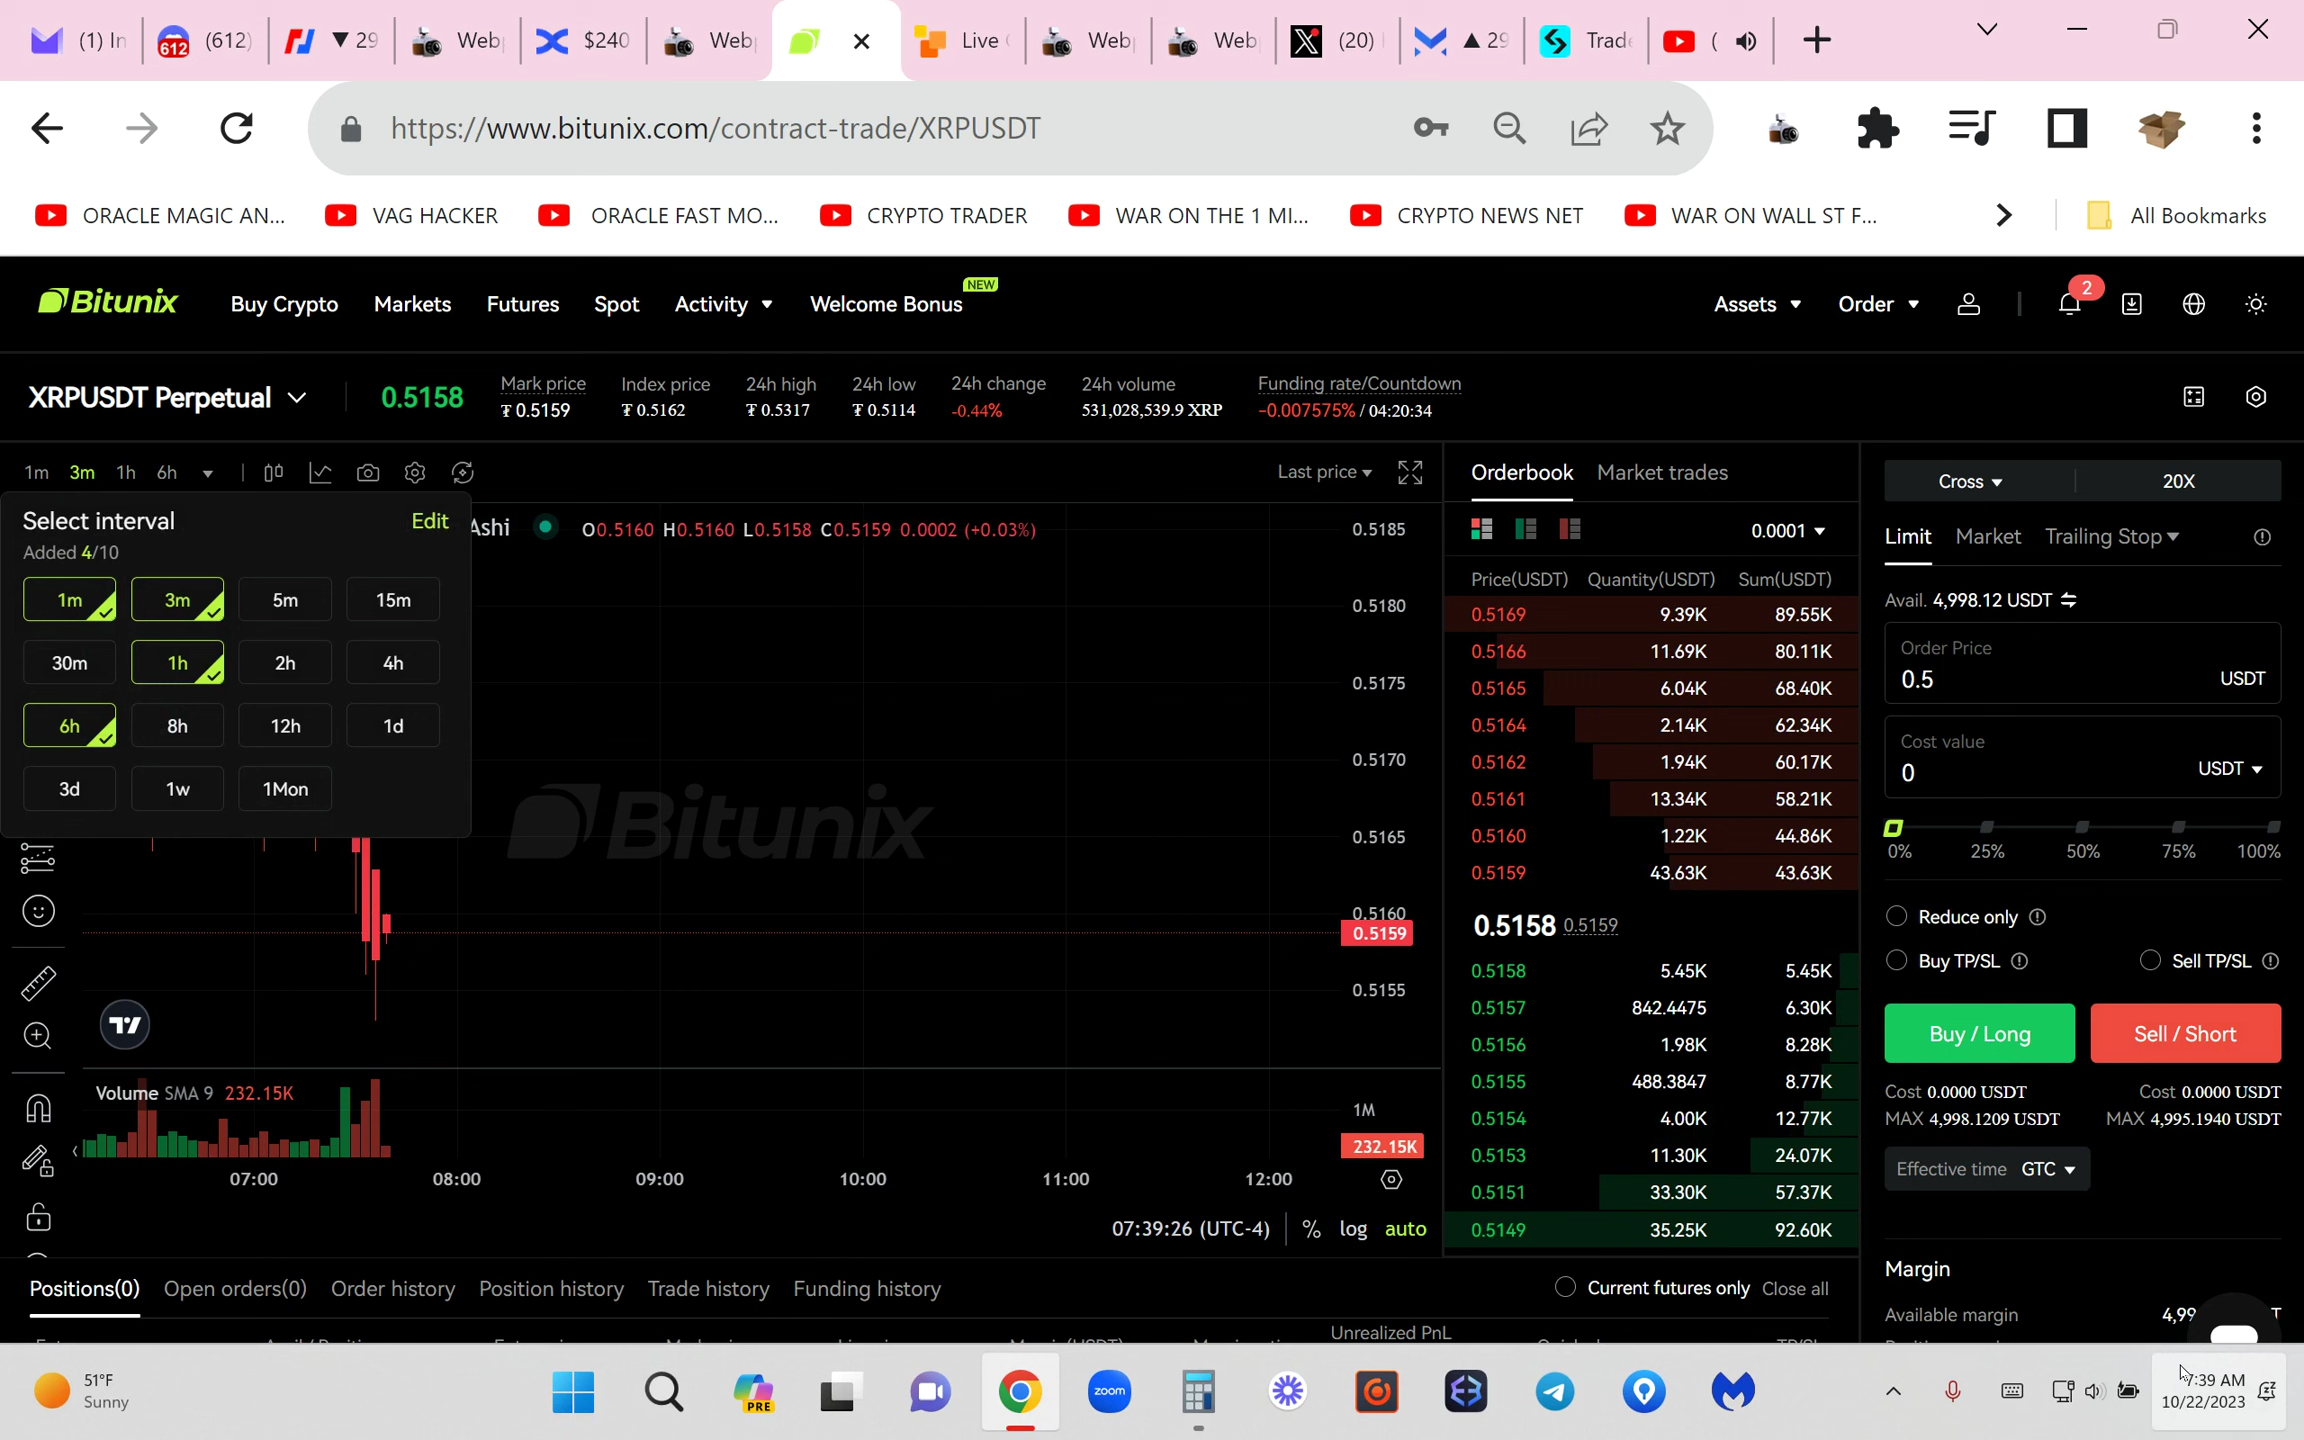 (1) In
612 (612)
▼ 29
Web
$240
Web
Live
Web
Web
(20)
▲ 29
Trade
(
https://www.bitunix.com/contract-trade/XRPUSDT
ORACLE MAGIC AN...
VAG HACKER
ORACLE FAST MO...
CRYPTO TRADER
WAR ON THE 1 MI...
CRYPTO NEWS NET
WAR ON WALL ST F...
All Bookmarks
Bitunix
Buy Crypto Markets Futures Spot Activity Welcome Bonus NEW
Assets Order 2
XRPUSDT Perpetual
0.5158
Mark price Index price 24h high 24h low 24h change 24h volume Funding rate/Countdown
₮ 0.5159 ₮ 0.5162 ₮ 0.5317 ₮ 0.5114 -0.44% 531,028,539.9 XRP -0.007575% / 04:20:34
1m 3m 1h 6h
Last price
Select interval Edit
Added 4/10
1m 3m 5m 15m
30m 1h 2h 4h
6h 8h 12h 1d
3d 1w 1Mon
Ashi O0.5160 H0.5160 L0.5158 C0.5159 0.0002 (+0.03%)
0.5185
0.5180
0.5175
0.5170
0.5165
0.5160
0.5159
0.5155
Bitunix
Volume SMA 9 232.15K
1M
232.15K
07:00 08:00 09:00 10:00 11:00 12:00
07:39:26 (UTC-4) % log auto
Orderbook Market trades
0.0001
Price(USDT) Quantity(USDT) Sum(USDT)
0.5169 9.39K 89.55K
0.5166 11.69K 80.11K
0.5165 6.04K 68.40K
0.5164 2.14K 62.34K
0.5162 1.94K 60.17K
0.5161 13.34K 58.21K
0.5160 1.22K 44.86K
0.5159 43.63K 43.63K
0.5158 0.5159
0.5158 5.45K 5.45K
0.5157 842.4475 6.30K
0.5156 1.98K 8.28K
0.5155 488.3847 8.77K
0.5154 4.00K 12.77K
0.5153 11.30K 24.07K
0.5151 33.30K 57.37K
0.5149 35.25K 92.60K
Cross 20X
Limit Market Trailing Stop
Avail. 4,998.12 USDT
Order Price
0.5 USDT
Cost value
0 USDT
0% 25% 50% 75% 100%
Reduce only
Buy TP/SL Sell TP/SL
Buy / Long Sell / Short
Cost 0.0000 USDT Cost 0.0000 USDT
MAX 4,998.1209 USDT MAX 4,995.1940 USDT
Effective time GTC
Margin
Available margin 4,99 T
Positions(0) Open orders(0) Order history Position history Trade history Funding history
Current futures only Close all
Unrealized PnL
51°F
Sunny
PRE
zoom
7:39 AM
10/22/2023